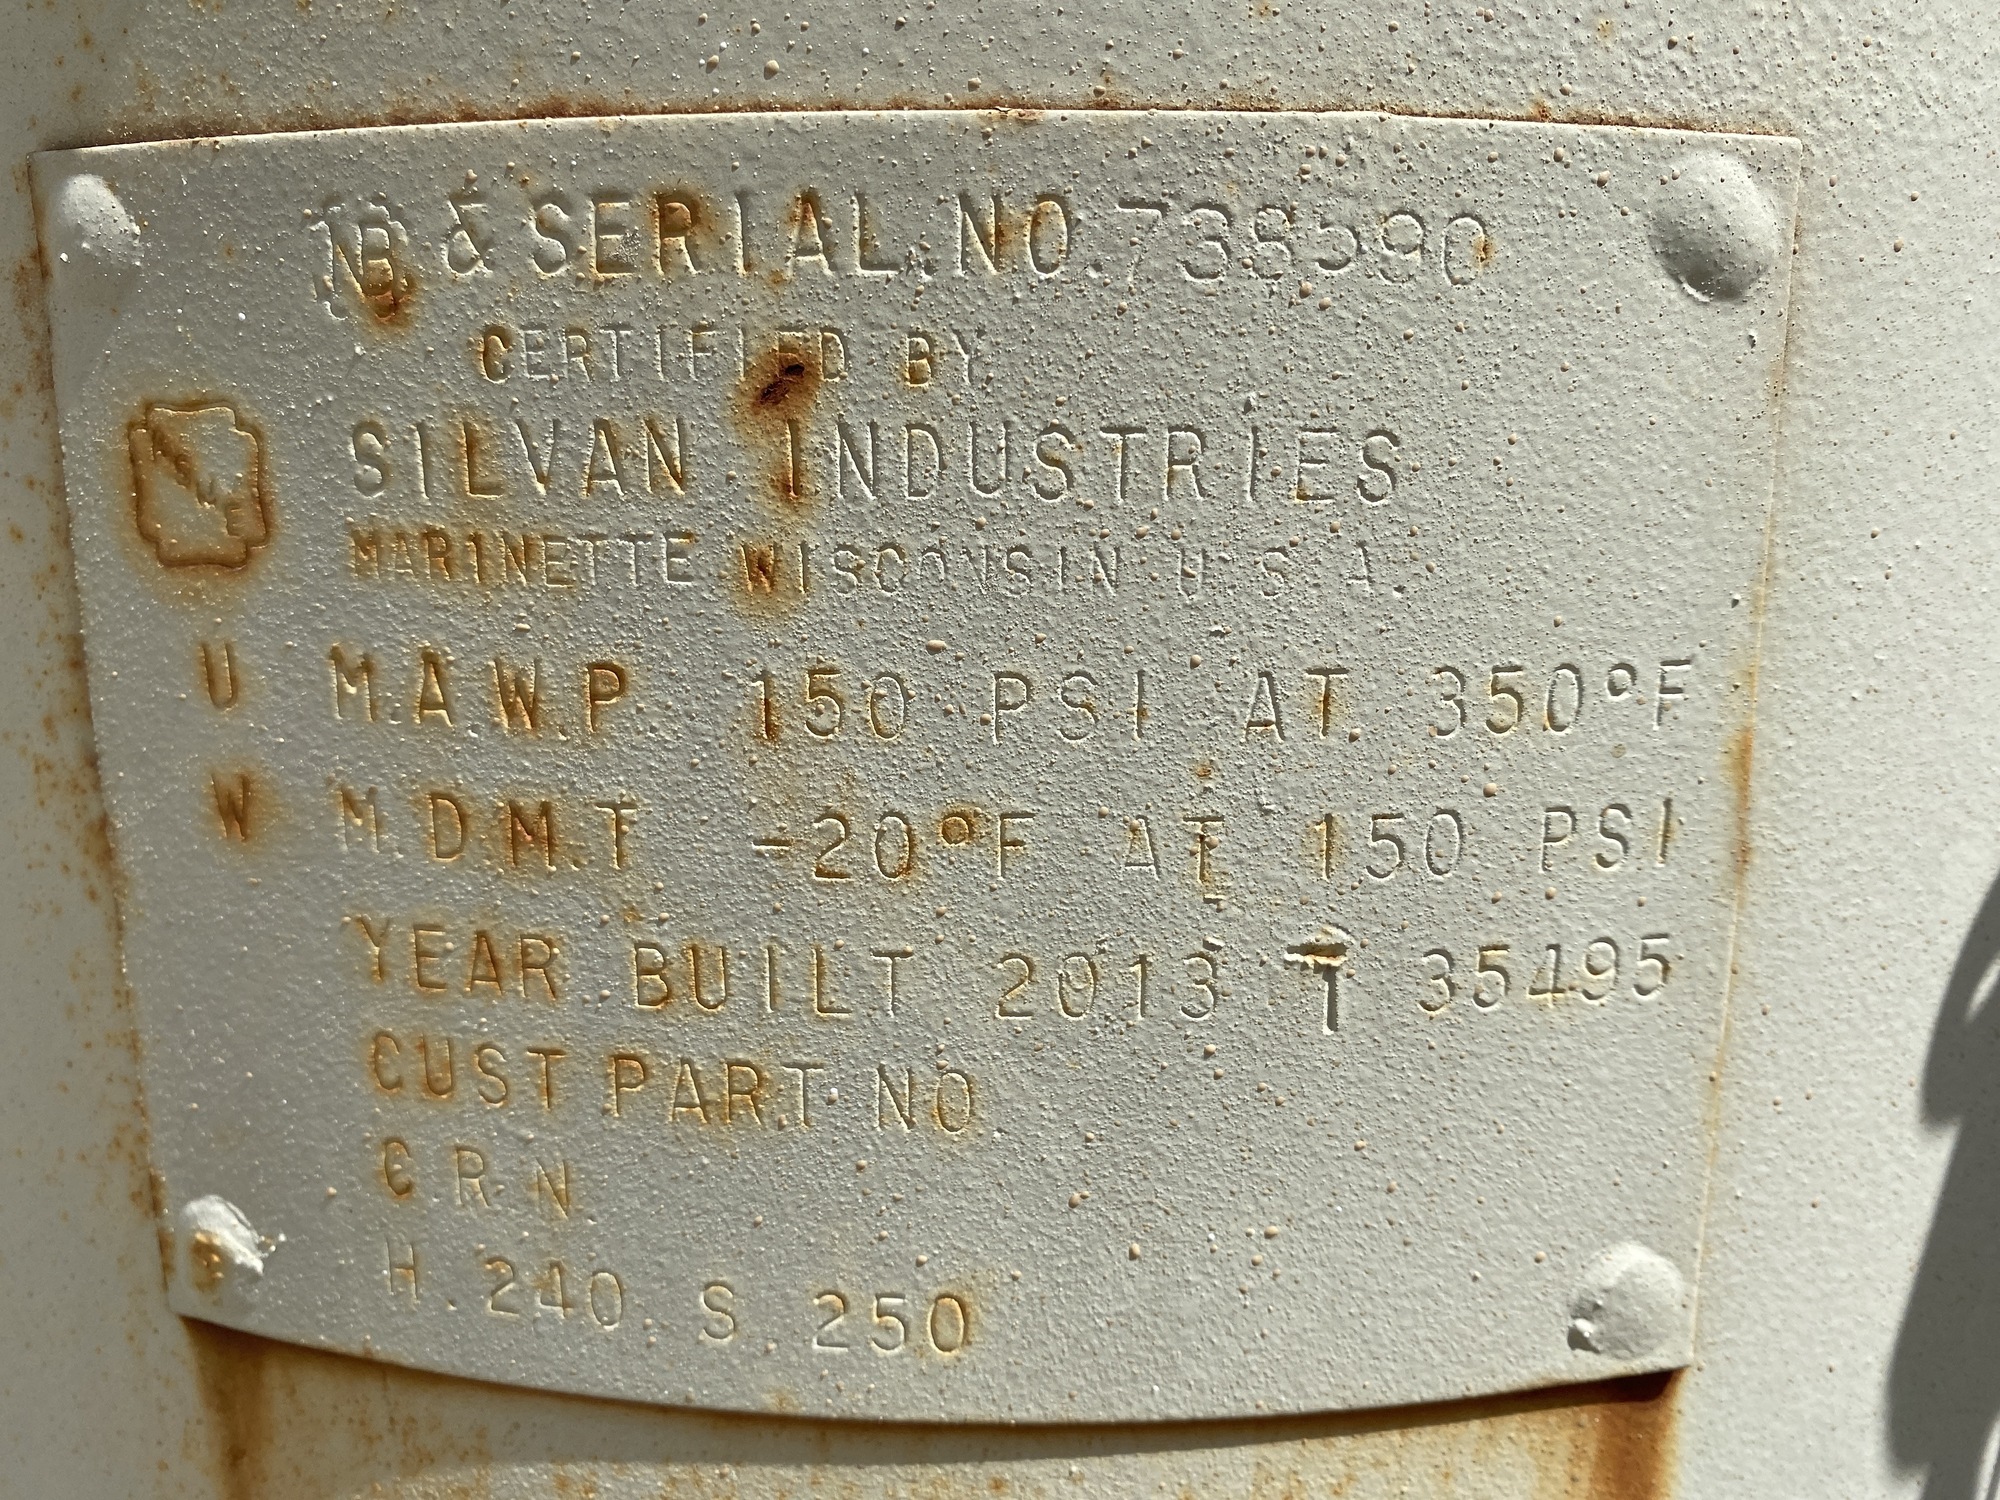 NB & SERIAL NO. 738590
CERTIFIED BY
SILVAN INDUSTRIES
MARINETTE WISCONSIN U.S.A.
U M.A.W.P. 150 PSI AT. 350°F
W M.D.M.T -20°F AT 150 PSI
YEAR BUILT 2013 T 35495
CUST PART NO
C R N
H. 240 S 250